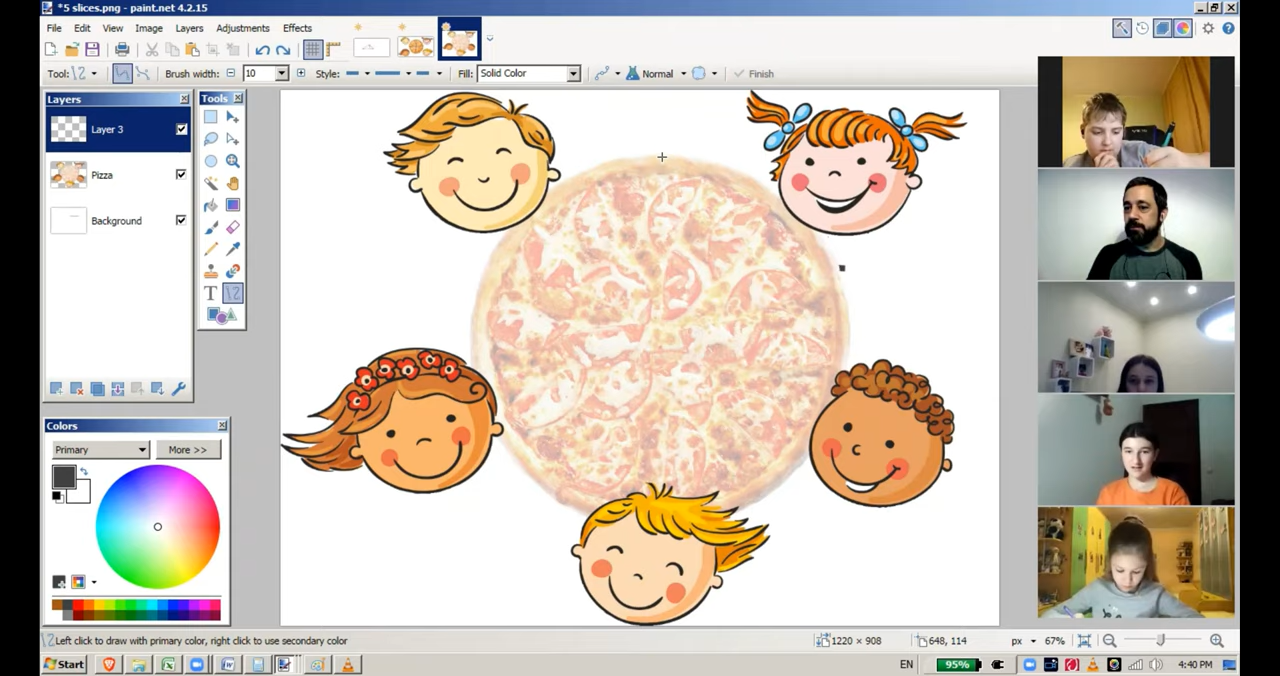 *5 slices.png - paint.net 4.2.15
File Edit View Image Layers Adjustments Effects
Tool: Brush width: 10 Style: Fill: Solid Color Normal Finish
Layers
Layer 3
Pizza
Background
Tools
T
Colors
Primary More >>
Left click to draw with primary color, right click to use secondary color
1220 × 908 648, 114 px 67%
Start EN 95% 4:40 PM